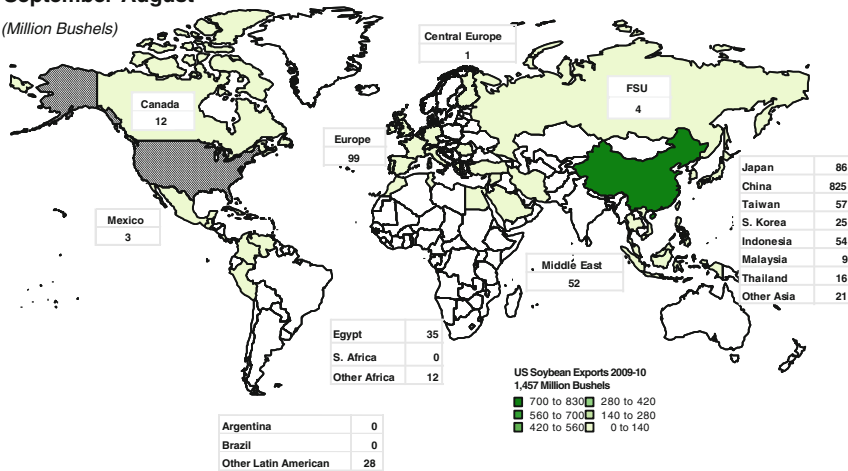 September-August
(Million Bushels)
Central Europe
1
FSU
4
Canada
12
Europe
99
Mexico
3
Middle East
52
Japan 86
China 825
Taiwan 57
S. Korea 25
Indonesia 54
Malaysia 9
Thailand 16
Other Asia 21
Egypt 35
S. Africa 0
Other Africa 12
Argentina 0
Brazil 0
Other Latin American 28
US Soybean Exports 2009-10
1,457 Million Bushels
700 to 830 280 to 420
560 to 700 140 to 280
420 to 560 0 to 140